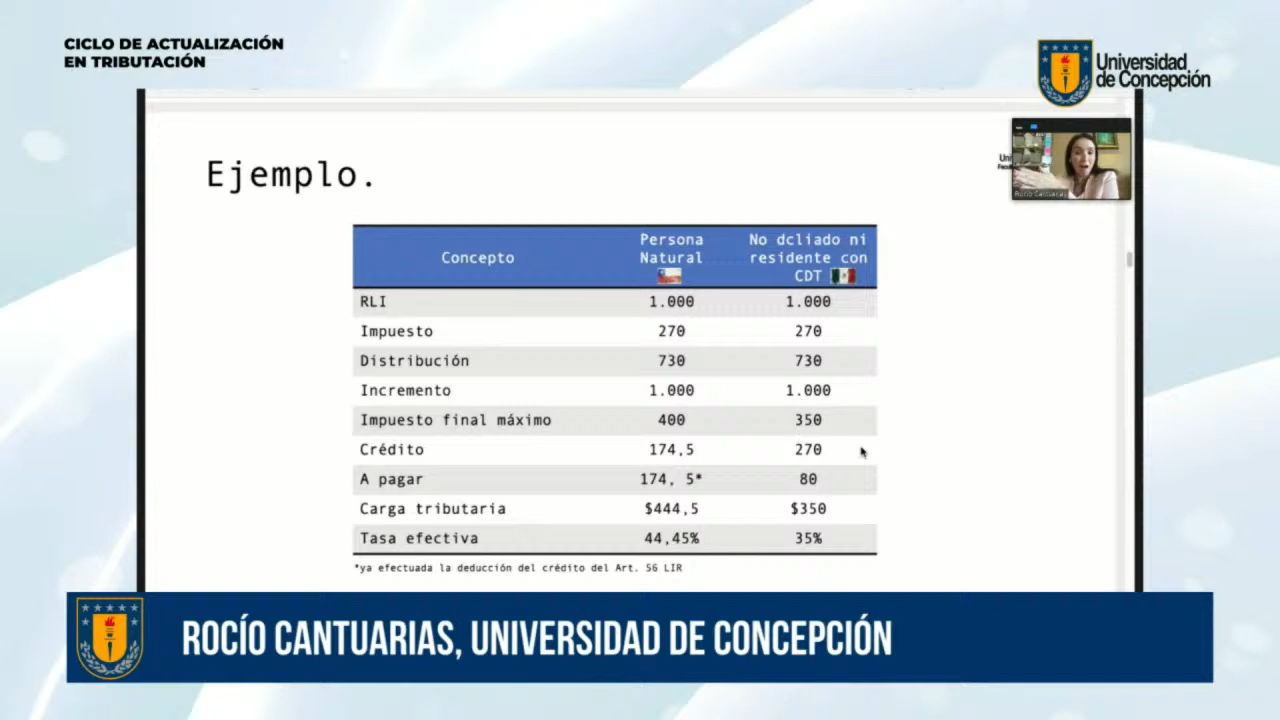 CICLO DE ACTUALIZACIÓN
EN TRIBUTACIÓN
Universidad
de Concepción
Ejemplo.
Rocío Cantuarias
Concepto
Persona
Natural
No dcliado ni
residente con
CDT
RLI 1.000 1.000
Impuesto 270 270
Distribución 730 730
Incremento 1.000 1.000
Impuesto final máximo 400 350
Crédito 174,5 270
A pagar 174, 5* 80
Carga tributaria $444,5 $350
Tasa efectiva 44,45% 35%
*ya efectuada la deducción del crédito del Art. 56 LIR
ROCÍO CANTUARIAS, UNIVERSIDAD DE CONCEPCIÓN